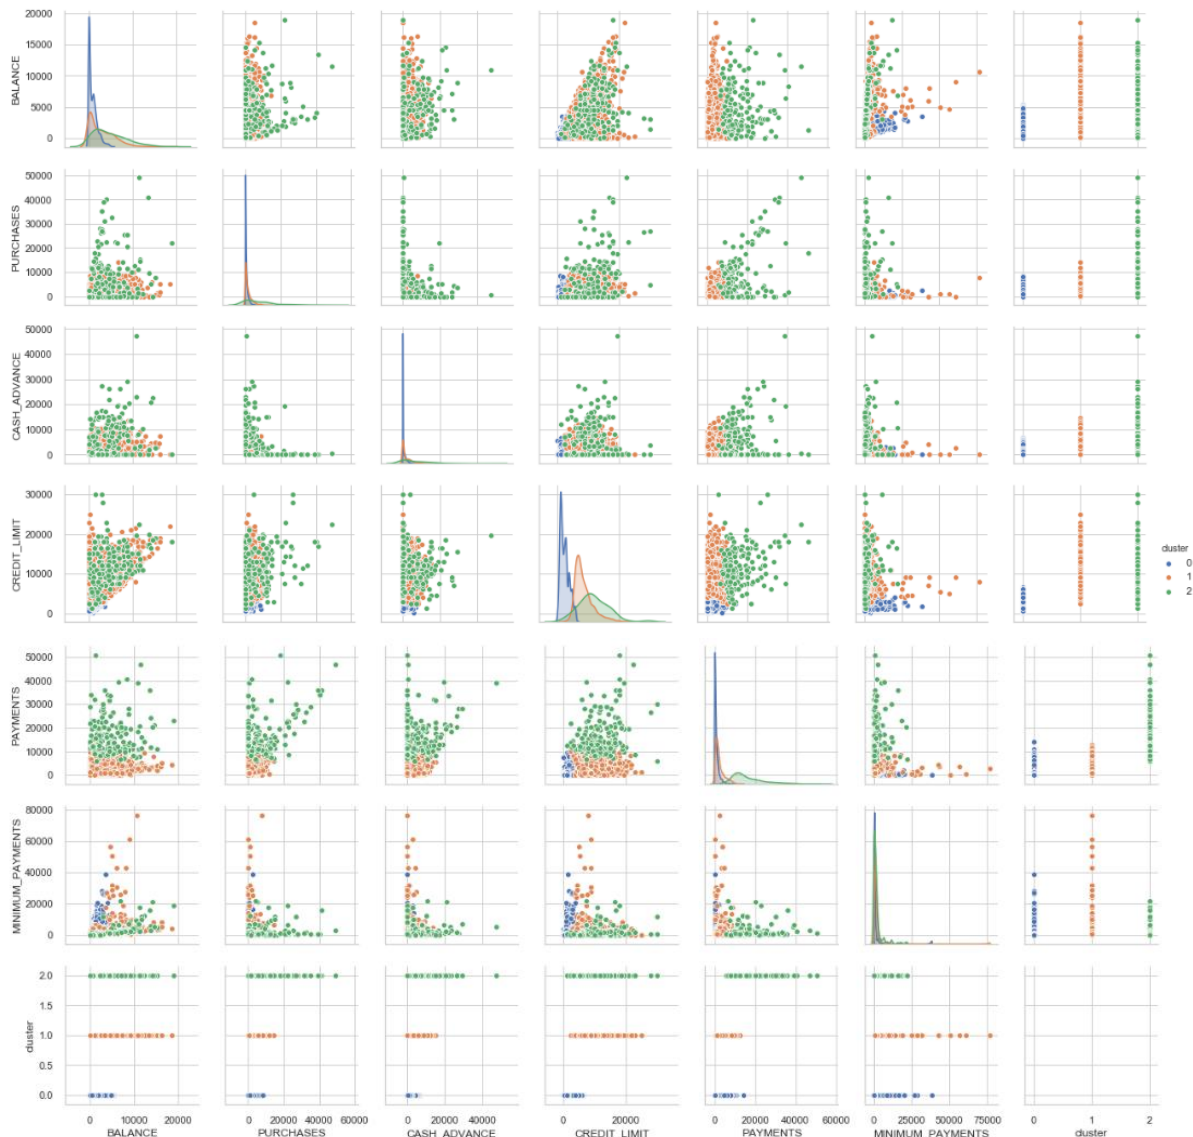 20000
15000
10000
5000
0
BALANCE
50000
40000
30000
20000
10000
0
PURCHASES
50000
40000
30000
20000
10000
0
CASH_ADVANCE
30000
20000
10000
0
CREDIT_LIMIT
cluster
0
1
2
50000
40000
30000
20000
10000
0
PAYMENTS
80000
60000
40000
20000
0
MINIMUM_PAYMENTS
2.0
1.5
1.0
0.5
0.0
cluster
0 10000 20000
BALANCE
0 20000 40000 60000
PURCHASES
0 20000 40000
CASH_ADVANCE
0 20000
CREDIT_LIMIT
0 20000 40000 60000
PAYMENTS
0 25000 50000 75000
MINIMUM_PAYMENTS
0 1 2
cluster